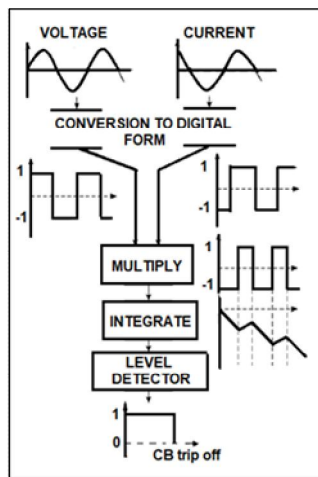 VOLTAGE CURRENT
CONVERSION TO DIGITAL
FORM
1
-1
1
-1
MULTIPLY
1
-1
INTEGRATE
LEVEL
DETECTOR
1
0
CB trip off